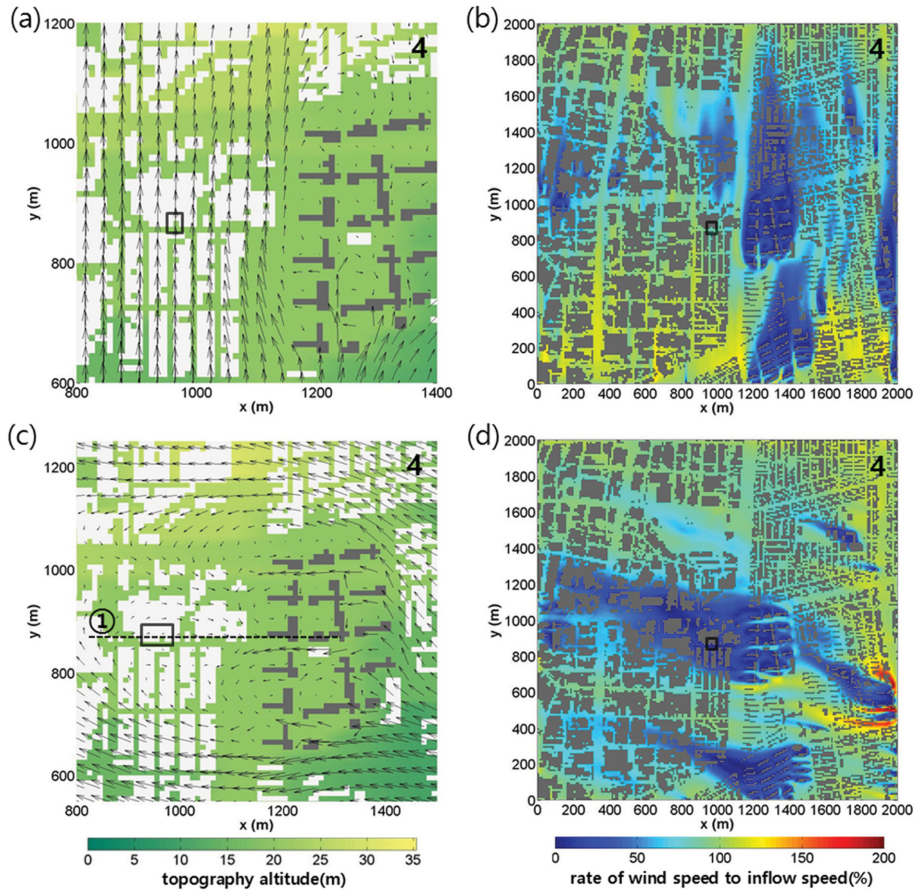 (a)
(b)
1200
1000
800
600
y (m)
4
800
1000
1200
1400
x (m)
2000
1800
1600
1400
1200
1000
800
600
400
200
0
y (m)
4
0 200 400 600 800 1000 1200 1400 1600 1800 2000
x (m)
(c)
(d)
1200
1000
800
600
y (m)
4
①
800
1000
1200
1400
x (m)
2000
1800
1600
1400
1200
1000
800
600
400
200
0
y (m)
4
0 200 400 600 800 1000 1200 1400 1600 1800 2000
x (m)
0 5 10 15 20 25 30 35
topography altitude(m)
0 50 100 150 200
rate of wind speed to inflow speed(%)